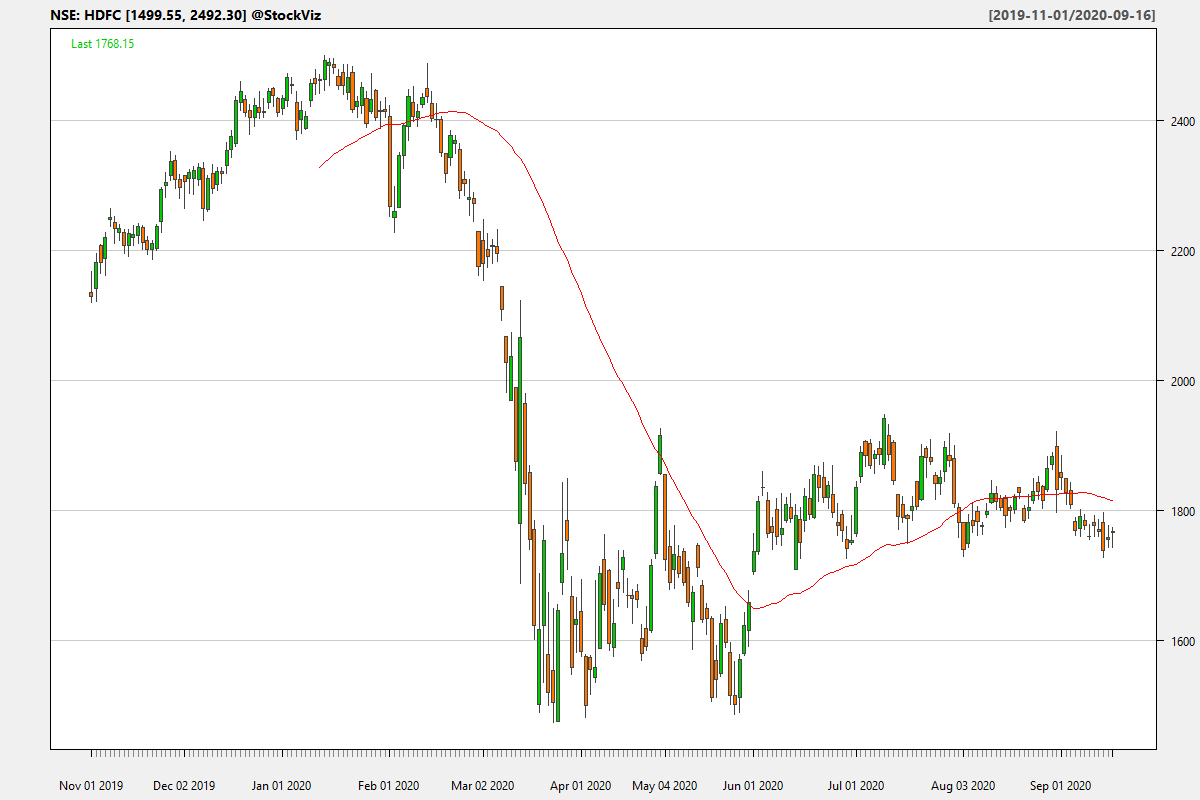 NSE: HDFC [1499.55, 2492.30] @StockViz [2019-11-01/2020-09-16]
Last 1768.15
2400
2200
2000
1800
1600
Nov 01 2019 Dec 02 2019 Jan 01 2020 Feb 01 2020 Mar 02 2020 Apr 01 2020 May 04 2020 Jun 01 2020 Jul 01 2020 Aug 03 2020 Sep 01 2020